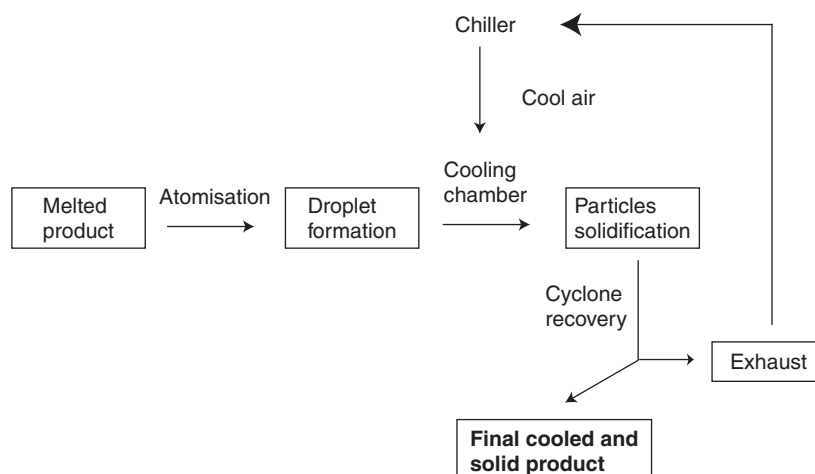 Chiller
Cool air
Melted
product
Atomisation
Droplet
formation
Cooling
chamber
Particles
solidification
Cyclone
recovery
Exhaust
Final cooled and
solid product